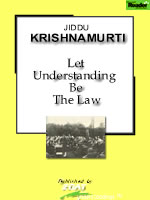 Reader
JIDDU
KRISHNAMURTI
Let
Understanding
Be
The Law
Published by